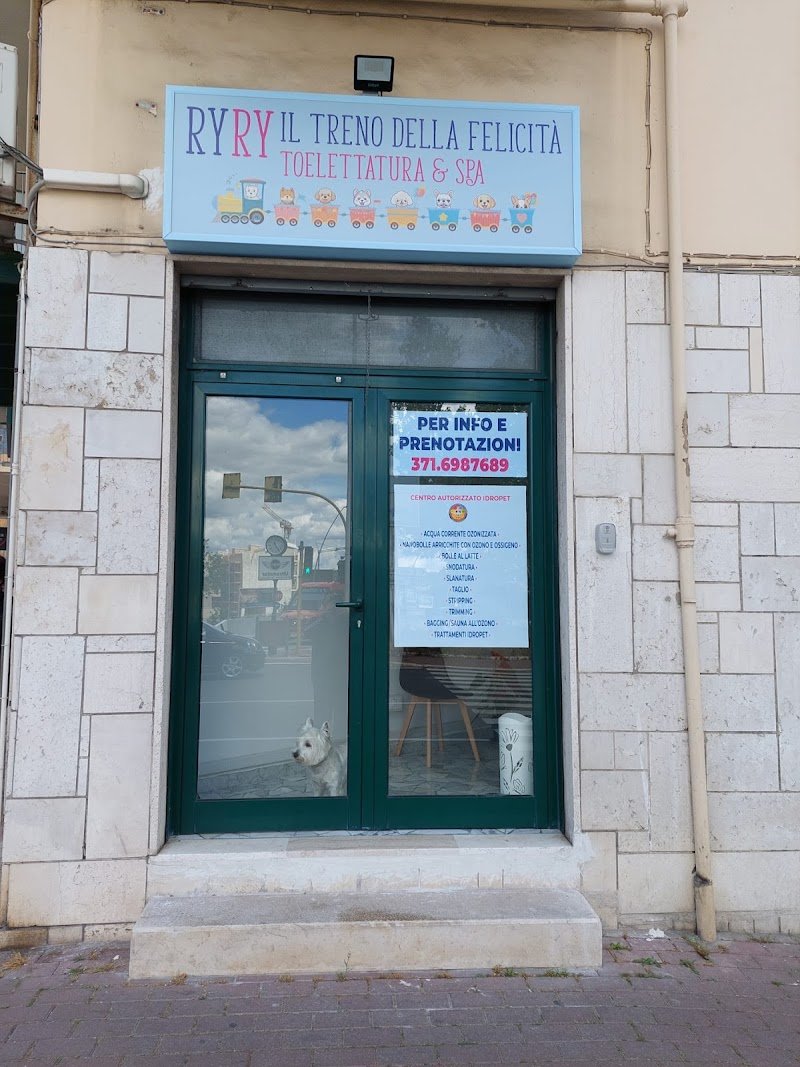 RYRY IL TRENO DELLA FELICITÀ
TOELETTATURA & SPA
PER INFO E
PRENOTAZIONI
371.6987689
CENTRO AUTORIZZATO IDROPET
• ACQUA CORRENTE OZONIZZATA •
• NANOBOLLE ARRICCHITE CON OZONO E OSSIGENO •
• BOLLE AL LATTE •
SNODATURA •
• SLANATURA •
• TAGLIO •
• STRIPPING •
• TRIMMING •
• BAGGING/SAUNA ALL'OZONO •
• TRATTAMENTI IDROPET •